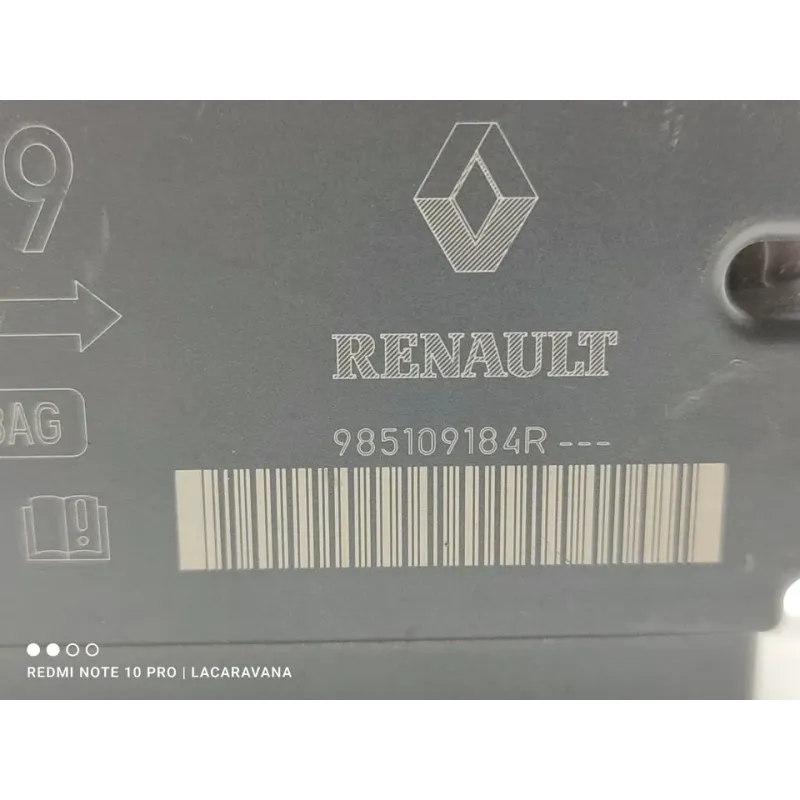 9
RENAULT
BAG
985109184R ---
REDMI NOTE 10 PRO | LACARAVANA